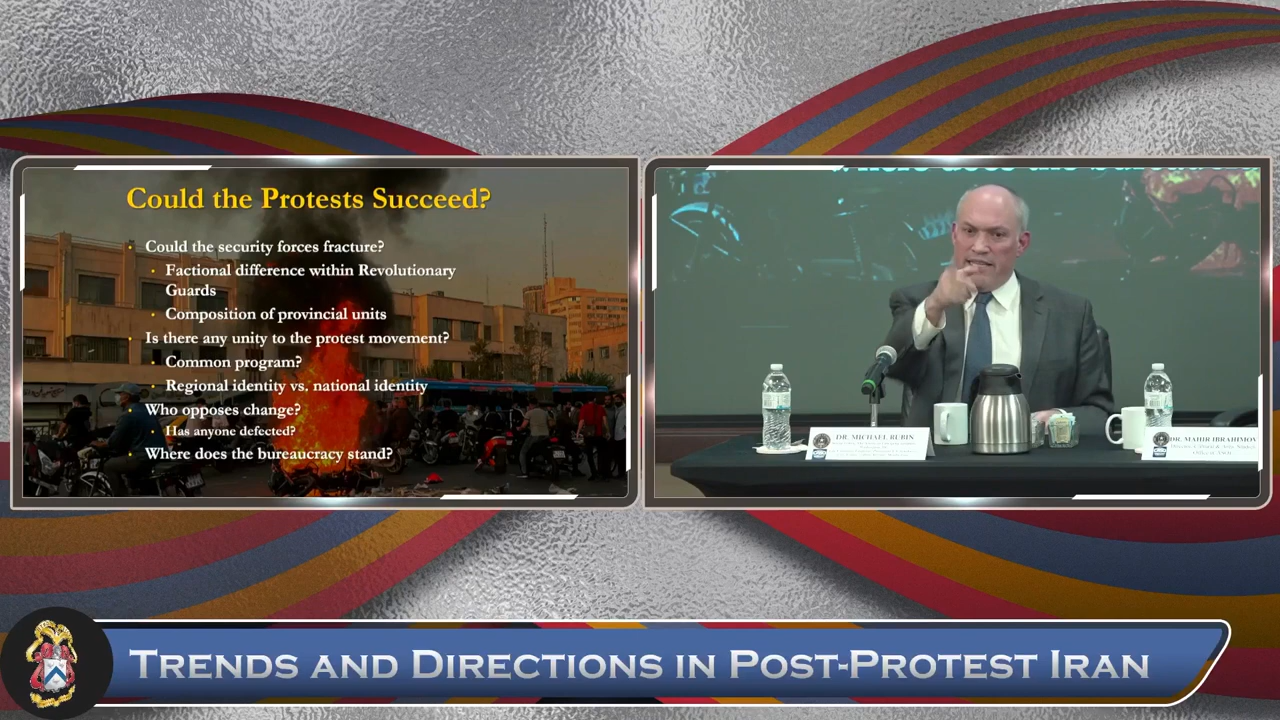 Could the Protests Succeed?
• Could the security forces fracture?
• Factional difference within Revolutionary
Guards
• Composition of provincial units
• Is there any unity to the protest movement?
• Common program?
• Regional identity vs. national identity
• Who opposes change?
• Has anyone defected?
• Where does the bureaucracy stand?
DR. MICHAEL RUBIN
DR. MAHIR IBRAHIMOV
TRENDS AND DIRECTIONS IN POST-PROTEST IRAN